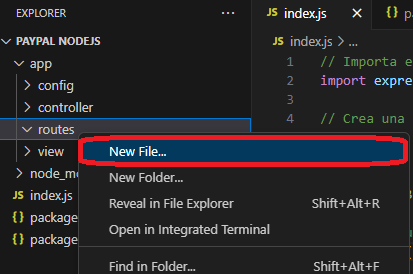 EXPLORER
PAYPAL NODEJS
app
config
controller
routes
view
node_mo
JS index.js
{} package
{} package
New File...
New Folder...
Reveal in File Explorer Shift+Alt+R
Open in Integrated Terminal
Find in Folder... Shift+Alt+F
JS index.js
{} p
JS index.js > ...
1 // Importa e
2 import expre
3
4 // Crea una